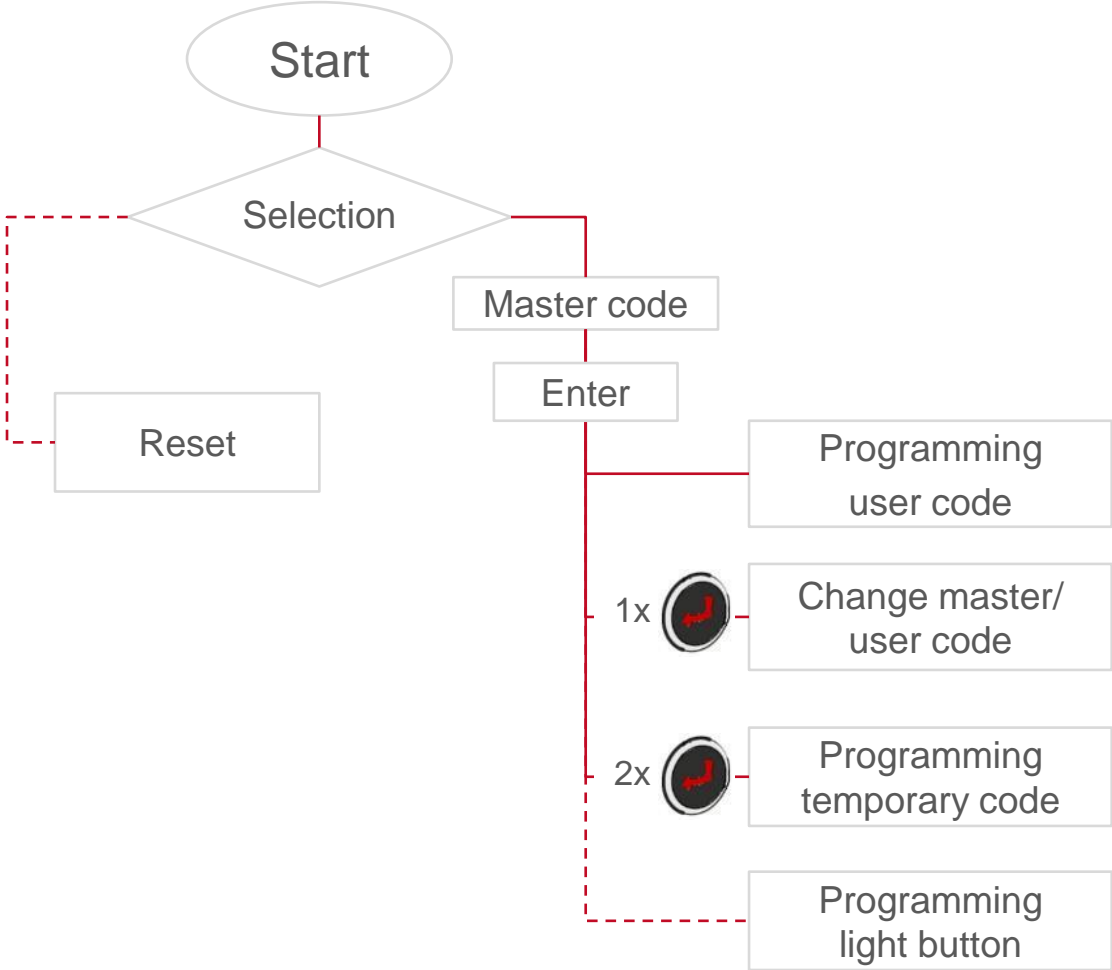 Start
Selection
Master code
Enter
Reset
Programming
user code
1x
Change master/
user code
2x
Programming
temporary code
Programming
light button